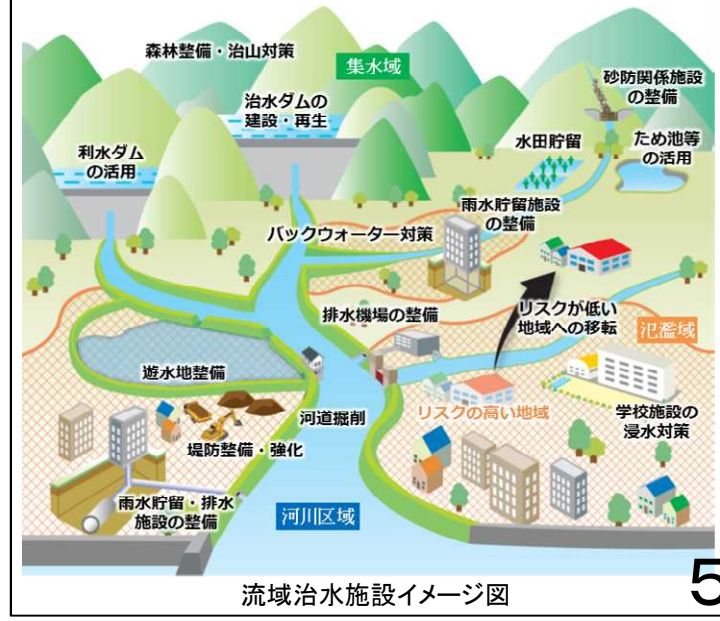 森林整備・治山対策
集水域
砂防関係施設
の整備
治水ダムの
建設・再生
利水ダム
の活用
水田貯留
ため池等
の活用
雨水貯留施設
の整備
バックウォーター対策
排水機場の整備
リスクが低い
地域への移転
氾濫域
遊水地整備
河道掘削
リスクの高い地域
学校施設の
浸水対策
堤防整備・強化
雨水貯留・排水
施設の整備
河川区域
流域治水施設イメージ図
5